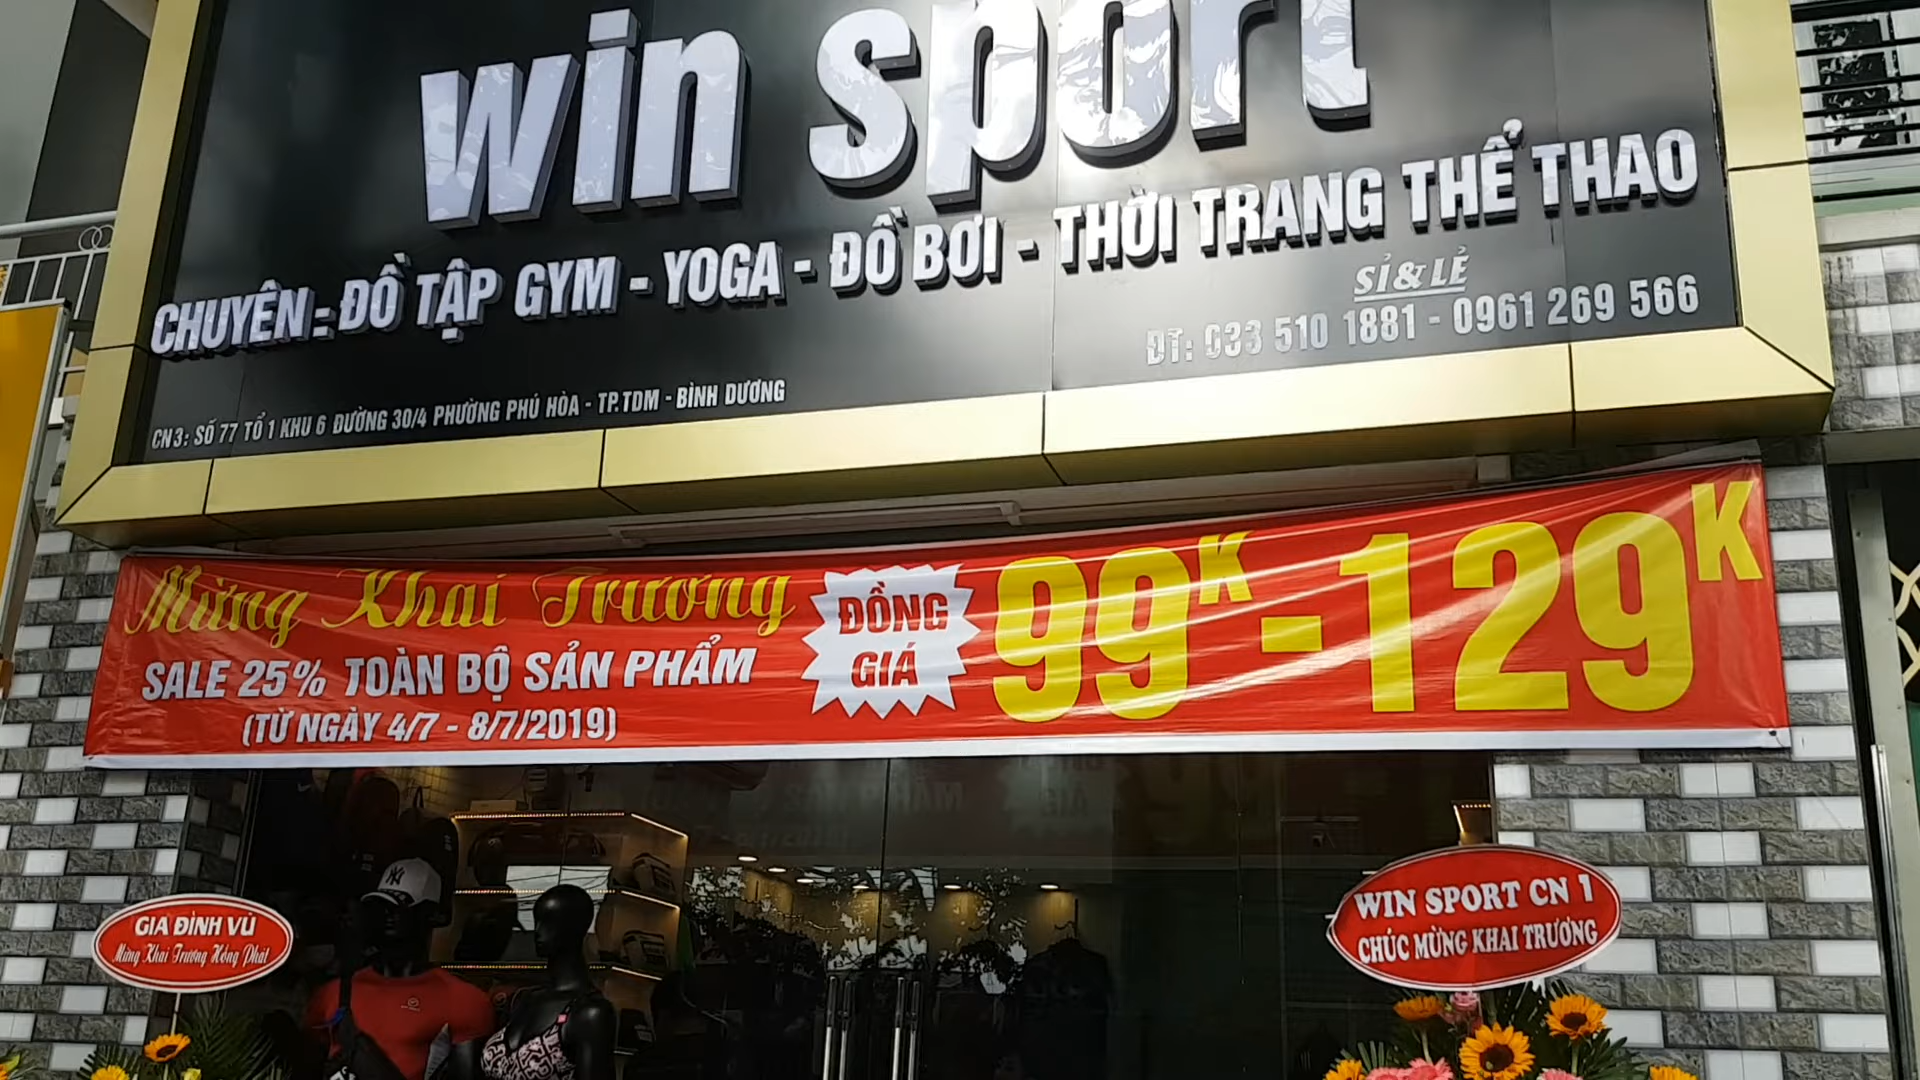 win sport
CHUYÊN: ĐỒ TẬP GYM - YOGA - ĐỒ BƠI - THỜI TRANG THỂ THAO
SỈ & LẺ
ĐT: 033 510 1881 - 0961 269 566
CN3: SỐ 77 TỔ 1 KHU 6 ĐƯỜNG 30/4 PHƯỜNG PHÚ HÒA - TP.TDM - BÌNH DƯƠNG
Mừng Khai Trương
SALE 25% TOÀN BỘ SẢN PHẨM
(TỪ NGÀY 4/7 - 8/7/2019)
ĐỒNG
GIÁ
99K - 129K
GIA ĐÌNH VŨ
Mừng Khai Trương Hồng Phát
WIN SPORT CN 1
CHÚC MỪNG KHAI TRƯƠNG